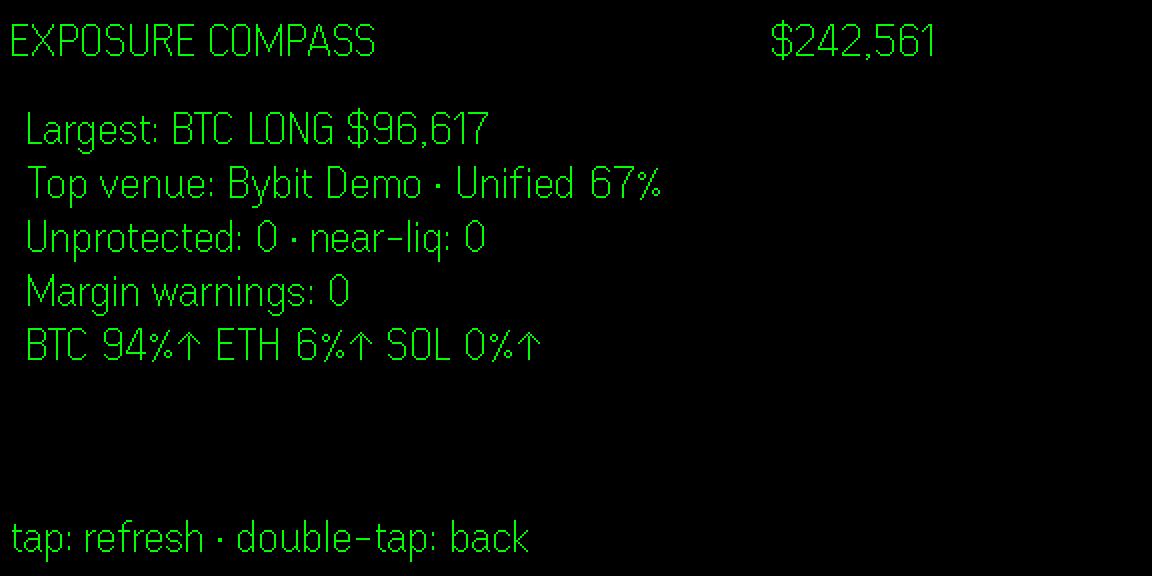 EXPOSURE COMPASS $242,561
Largest: BTC LONG $96,617
Top venue: Bybit Demo · Unified 67%
Unprotected: 0 · near-liq: 0
Margin warnings: 0
BTC 94%↑ ETH 6%↑ SOL 0%↑
tap: refresh · double-tap: back